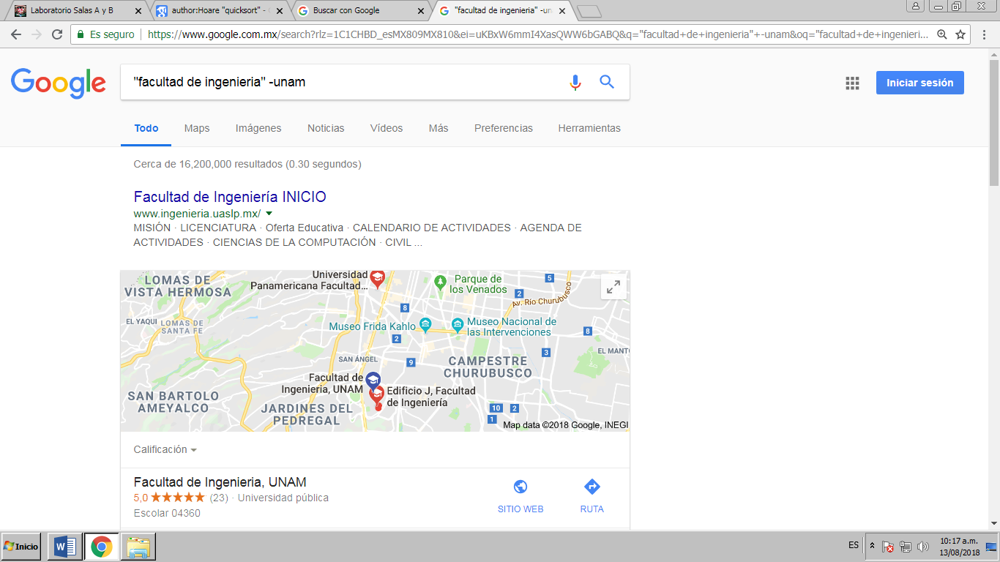 Laboratorio Salas A y B
author:Hoare "quicksort" -
Buscar con Google
"facultad de ingenieria" -un
Es seguro
https://www.google.com.mx/search?rlz=1C1CHBD_esMX809MX810&ei=uKBxW6mmI4XasQWW6bGABQ&q="facultad+de+ingenieria"+-unam&oq="facultad+de+ingenieri...
Google
"facultad de ingenieria" -unam
Iniciar sesión
Todo
Maps
Imágenes
Noticias
Vídeos
Más
Preferencias
Herramientas
Cerca de 16,200,000 resultados (0.30 segundos)
Facultad de Ingeniería INICIO
www.ingenieria.uaslp.mx/
MISIÓN · LICENCIATURA · Oferta Educativa · CALENDARIO DE ACTIVIDADES · AGENDA DE
ACTIVIDADES · CIENCIAS DE LA COMPUTACIÓN · CIVIL ...
LOMAS DE
VISTA HERMOSA
Universidad
Panamericana Facultad...
Parque de
los Venados
5
2
Av. Río Churubusco
8
EL YAQUI
LOMAS DE
SANTA FE
Museo Frida Kahlo
Museo Nacional de
las Intervenciones
2
8
SAN ÁNGEL
9
CAMPESTRE
CHURUBUSCO
3
EL MANTO
Facultad de
Ingenieria, UNAM
Edificio J, Facultad
de Ingeniería
SAN BARTOLO
AMEYALCO
JARDINES DEL
PEDREGAL
10
2
1
Map data ©2018 Google, INEGI
Calificación
Facultad de Ingenieria, UNAM
5,0
(23) · Universidad pública
Escolar 04360
SITIO WEB
RUTA
Inicio
ES
10:17 a.m.
13/08/2018